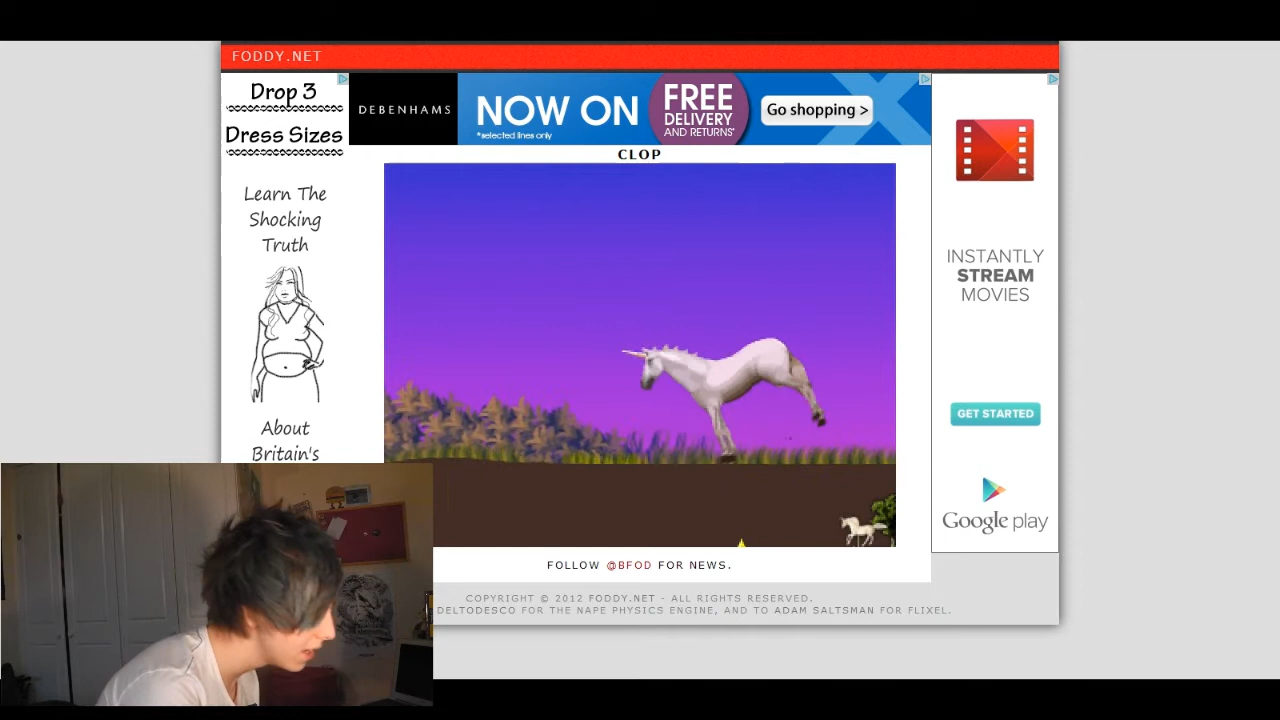 FODDY.NET
Drop 3
Dress Sizes
Learn The
Shocking
Truth
About
Britain's
DEBENHAMS
NOW ON
*selected lines only
FREE
DELIVERY
AND RETURNS*
Go shopping >
CLOP
INSTANTLY
STREAM
MOVIES
GET STARTED
Google play
FOLLOW @BFOD FOR NEWS.
COPYRIGHT © 2012 FODDY.NET - ALL RIGHTS RESERVED.
DELTODESCO FOR THE NAPE PHYSICS ENGINE, AND TO ADAM SALTSMAN FOR FLIXEL.